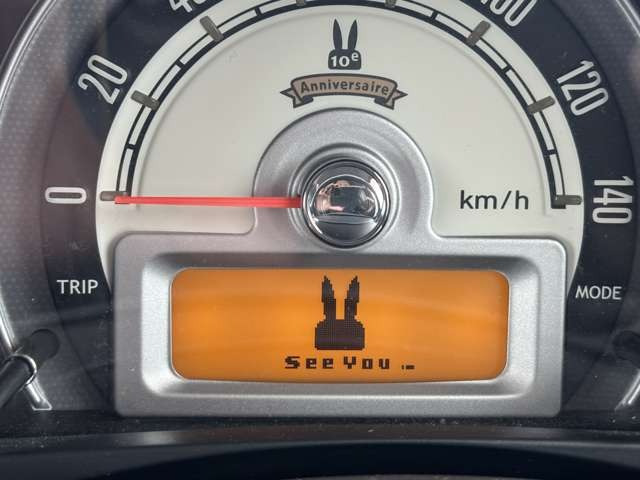 20
120
10e
Anniversaire
0
km/h
140
TRIP
MODE
See You